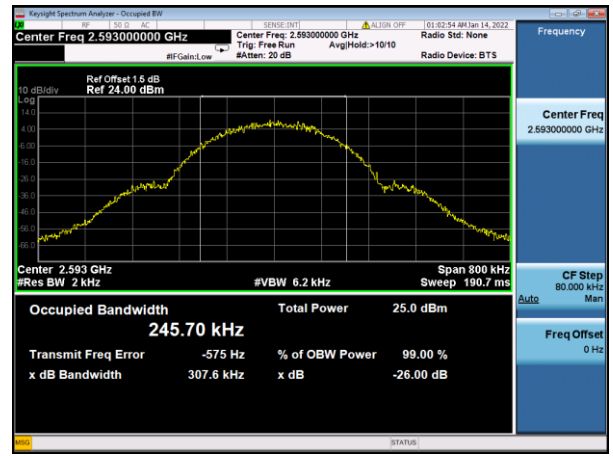 Keysight Spectrum Analyzer - Occupied BW
RF 50 Ω AC SENSE:INT ALIGN OFF 01:02:54 AM Jan 14, 2022
Center Freq 2.593000000 GHz Center Freq: 2.593000000 GHz Radio Std: None
Trig: Free Run Avg|Hold:>10/10
#IFGain:Low #Atten: 20 dB Radio Device: BTS
Frequency
Ref Offset 1.5 dB
10 dB/div Ref 24.00 dBm
Log
14.0
4.00
-6.00
-16.0
-26.0
-36.0
-46.0
-56.0
-66.0
Center Freq
2.593000000 GHz
Center 2.593 GHz Span 800 kHz
#Res BW 2 kHz #VBW 6.2 kHz Sweep 190.7 ms
CF Step
80.000 kHz
Auto Man
Occupied Bandwidth Total Power 25.0 dBm
245.70 kHz
Transmit Freq Error -575 Hz % of OBW Power 99.00 %
x dB Bandwidth 307.6 kHz x dB -26.00 dB
Freq Offset
0 Hz
MSG STATUS